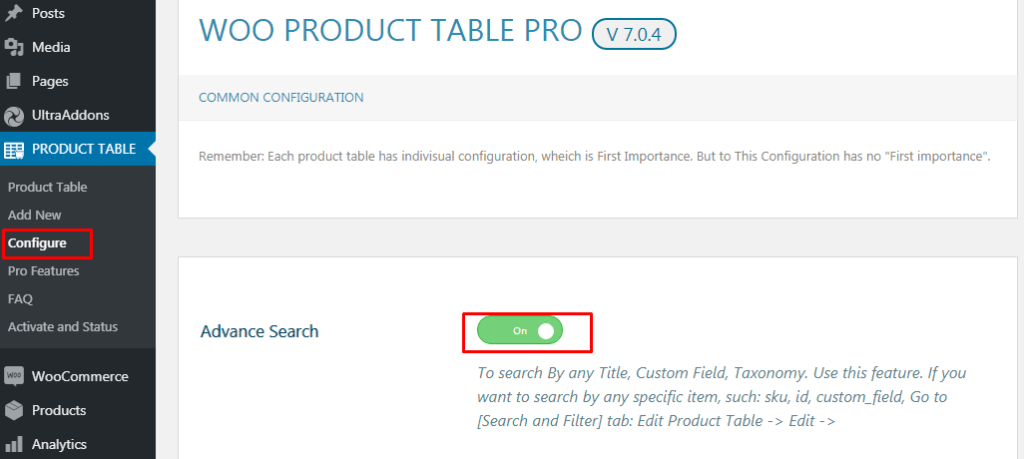 Posts
Media
Pages
UltraAddons
PRODUCT TABLE
Product Table
Add New
Configure
Pro Features
FAQ
Activate and Status
WooCommerce
Products
Analytics
WOO PRODUCT TABLE PRO V 7.0.4
COMMON CONFIGURATION
Remember: Each product table has indivisual configuration, wheich is First Importance. But to This Configuration has no "First importance".
Advance Search
On
To search By any Title, Custom Field, Taxonomy. Use this feature. If you
want to search by any specific item, such: sku, id, custom_field, Go to
[Search and Filter] tab: Edit Product Table -> Edit ->